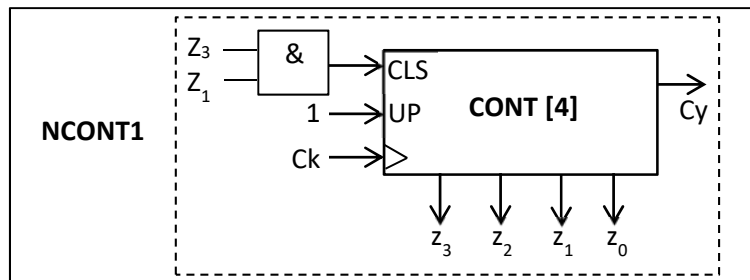 Z3
&
Z1
CLS
CONT [4]
1
UP
Cy
NCONT1
Ck
z3 z2 z1 z0